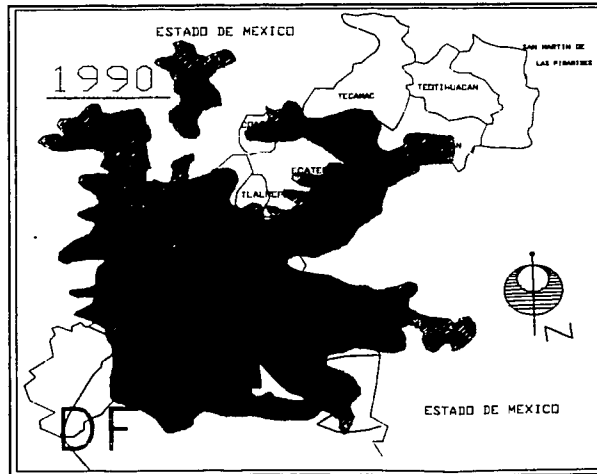 ESTADO DE MEXICO
1990
SAN MARTIN DE
LAS PIRAMIDES
TEOTIHUACAN
TECAMAC
ECATE
TLALNE
N
ESTADO DE MEXICO
DF